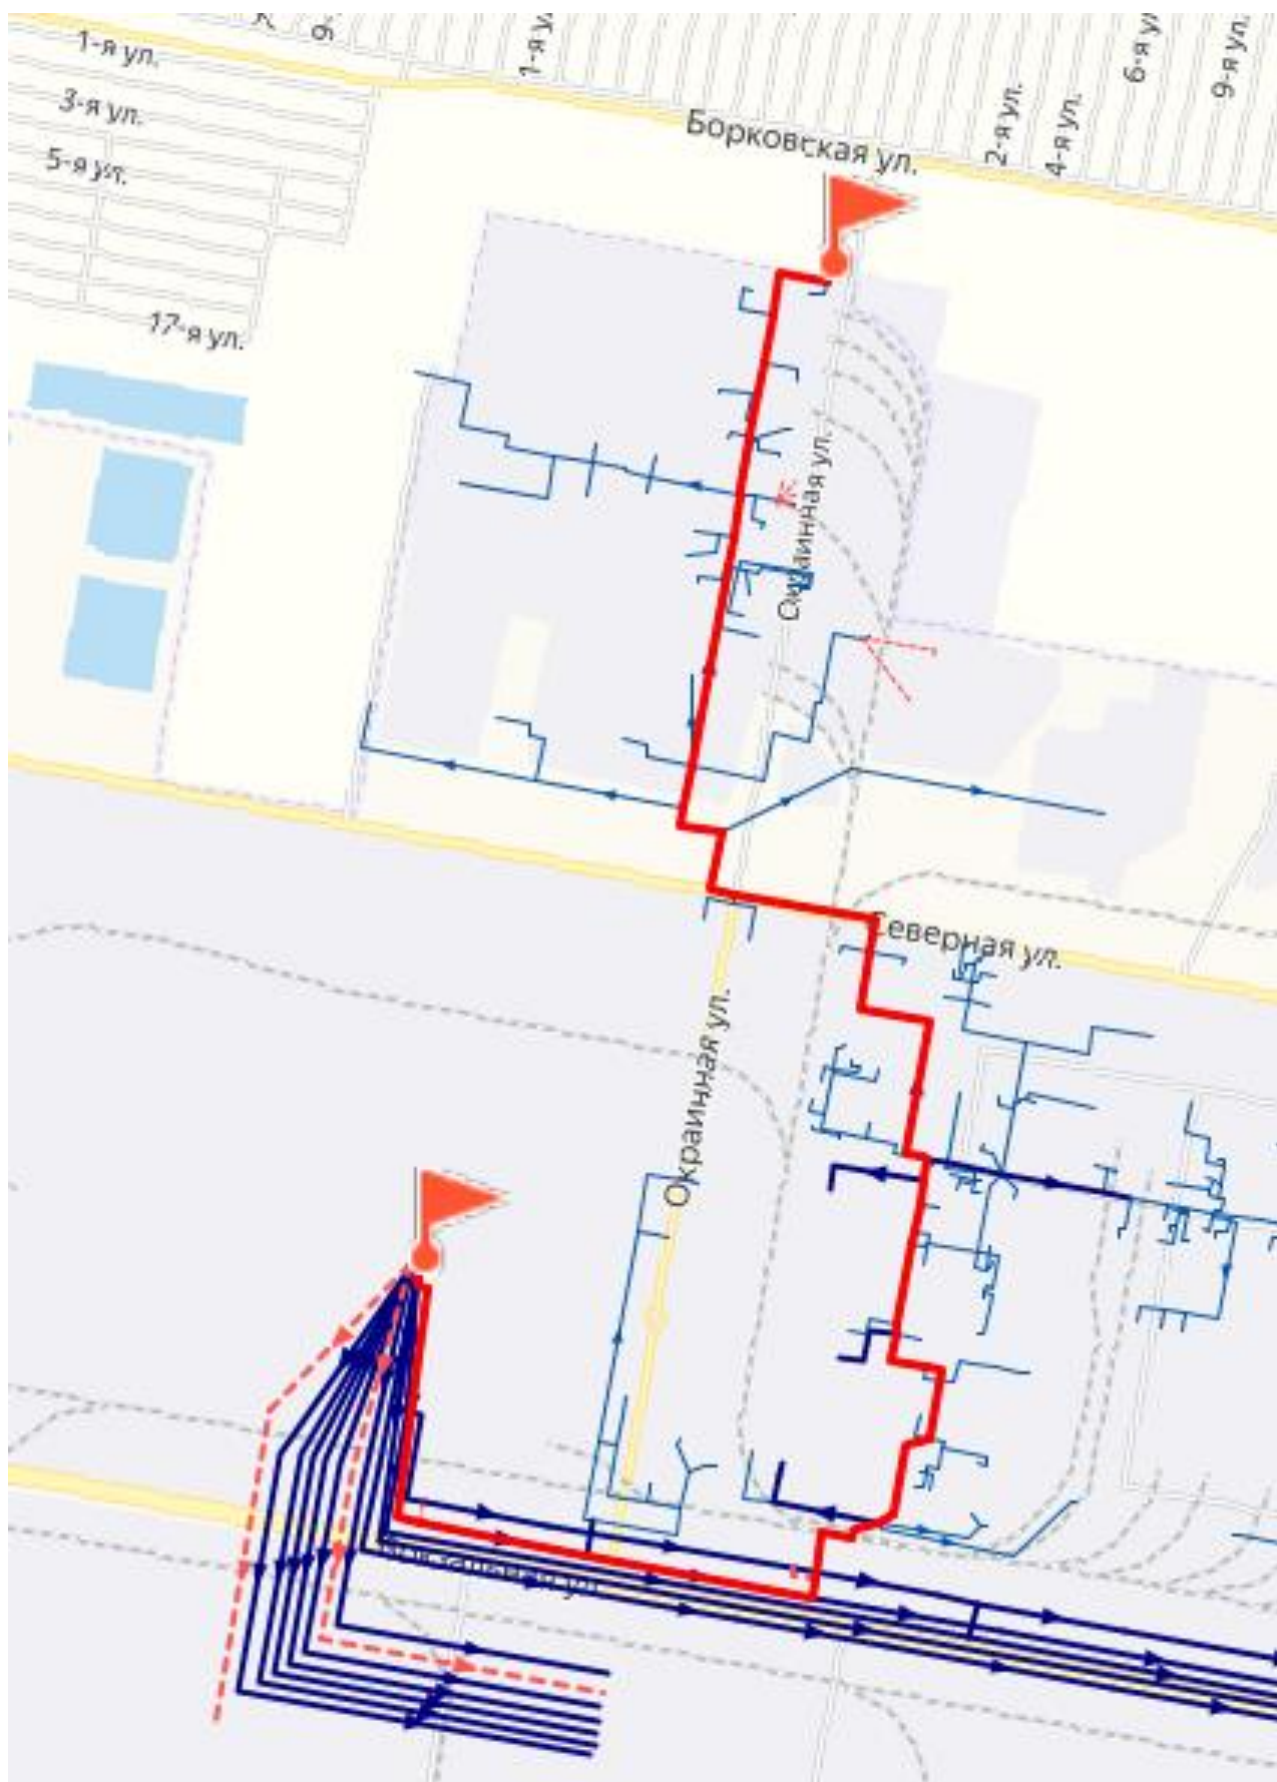 9-
1-я у
1-я ул.
3-я ул.
5-я ул.
17-я ул.
Борковская ул.
2-я ул.
4-я ул.
6-я ул
9-я ул.
Окраинная ул.
Северная ул.
Окраинная ул.